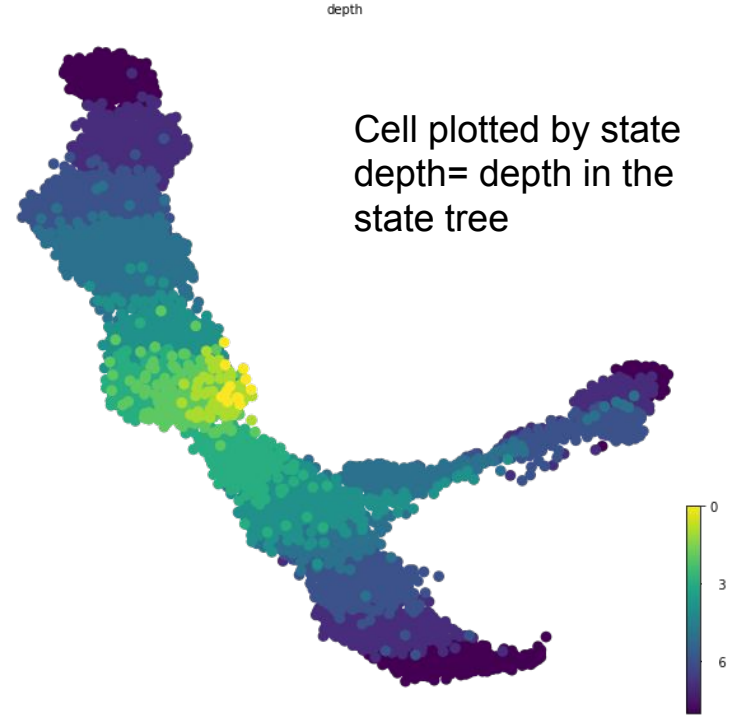 depth
Cell plotted by state
depth= depth in the
state tree
0
3
6